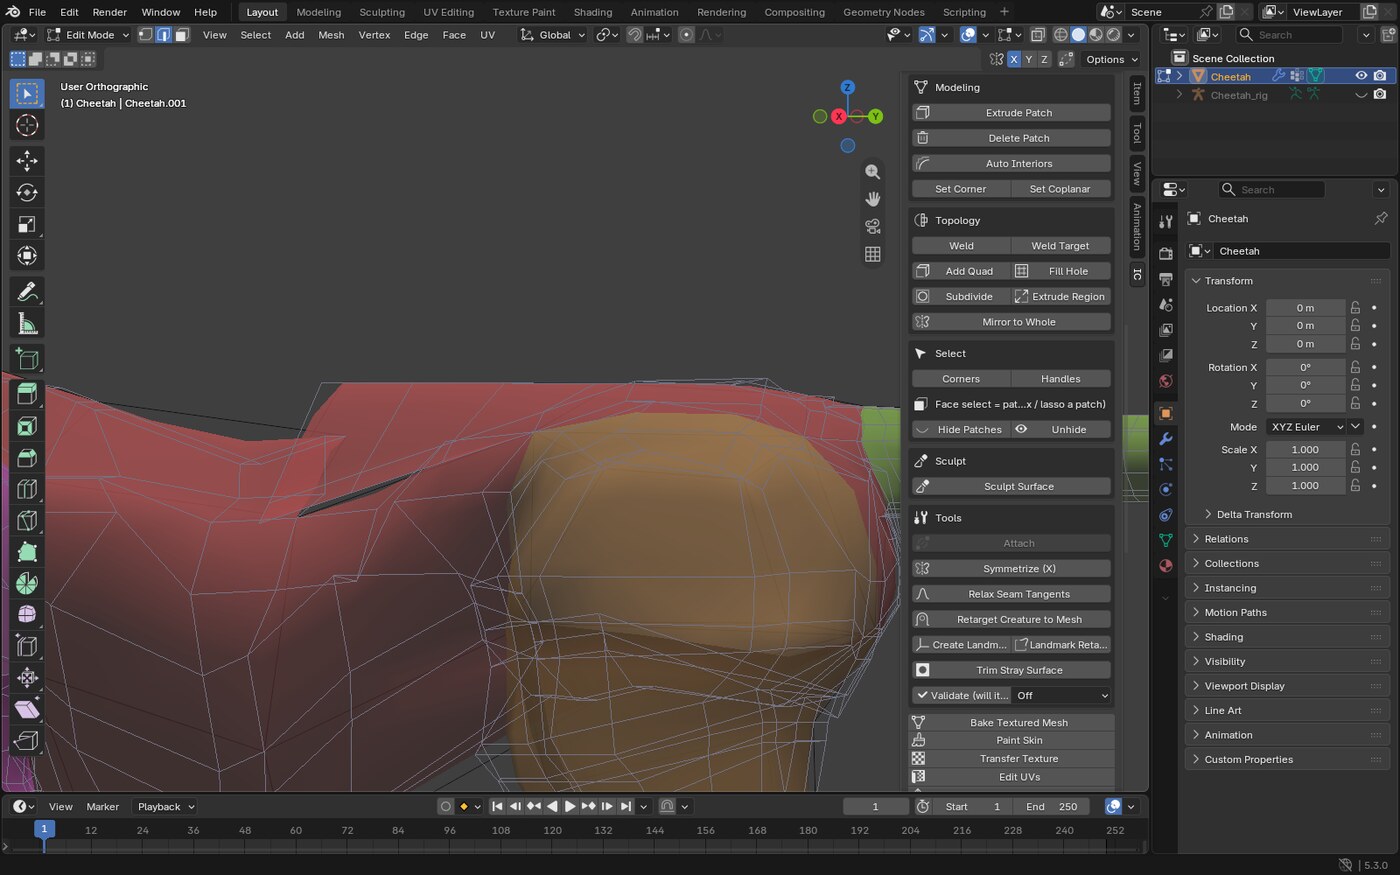 File Edit Render Window Help Layout Modeling Sculpting UV Editing Texture Paint Shading Animation Rendering Compositing Geometry Nodes Scripting + Scene ViewLayer
Edit Mode View Select Add Mesh Vertex Edge Face UV Global Search
X Y Z Options
Scene Collection
Cheetah
Cheetah_rig
User Orthographic
(1) Cheetah | Cheetah.001
Z
X
Y
Modeling
Extrude Patch
Delete Patch
Auto Interiors
Set Corner Set Coplanar
Topology
Weld Weld Target
Add Quad Fill Hole
Subdivide Extrude Region
Mirror to Whole
Select
Corners Handles
Face select = pat...x / lasso a patch)
Hide Patches Unhide
Sculpt
Sculpt Surface
Tools
Attach
Symmetrize (X)
Relax Seam Tangents
Retarget Creature to Mesh
Create Landm... Landmark Reta...
Trim Stray Surface
Validate (will it... Off
Bake Textured Mesh
Paint Skin
Transfer Texture
Edit UVs
Item
Tool
View
Animation
IC
Search
Cheetah
Cheetah
Transform
Location X 0 m
Y 0 m
Z 0 m
Rotation X 0°
Y 0°
Z 0°
Mode XYZ Euler
Scale X 1.000
Y 1.000
Z 1.000
Delta Transform
Relations
Collections
Instancing
Motion Paths
Shading
Visibility
Viewport Display
Line Art
Animation
Custom Properties
View Marker Playback 1 Start 1 End 250
1 12 24 36 48 60 72 84 96 108 120 132 144 156 168 180 192 204 216 228 240 252
5.3.0